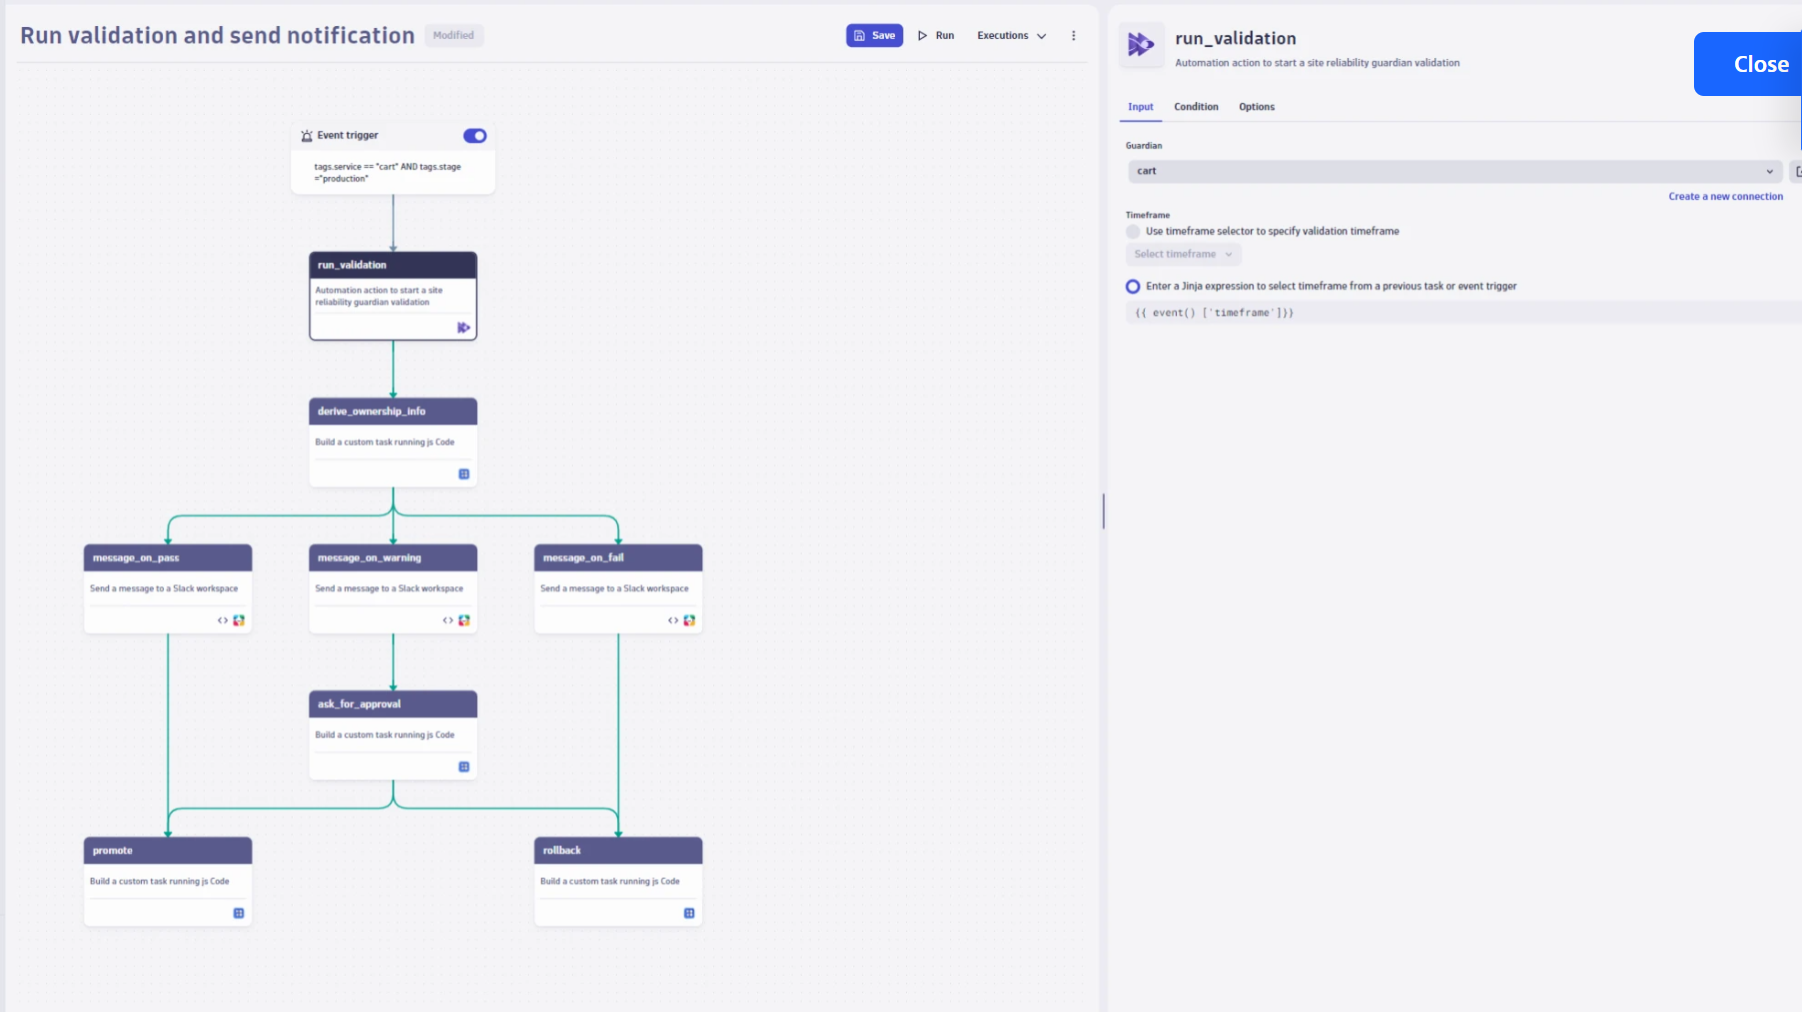 Run validation and send notification
Modified
Save
Run
Executions
Event trigger
tags.service == "cart" AND tags.stage
="production"
run_validation
Automation action to start a site
reliability guardian validation
derive_ownership_info
Build a custom task running js Code
message_on_pass
Send a message to a Slack workspace
message_on_warning
Send a message to a Slack workspace
message_on_fail
Send a message to a Slack workspace
ask_for_approval
Build a custom task running js Code
promote
Build a custom task running js Code
rollback
Build a custom task running js Code
run_validation
Automation action to start a site reliability guardian validation
Close
Input
Condition
Options
Guardian
cart
Create a new connection
Timeframe
Use timeframe selector to specify validation timeframe
Select timeframe
Enter a Jinja expression to select timeframe from a previous task or event trigger
{{ event() ['timeframe']}}